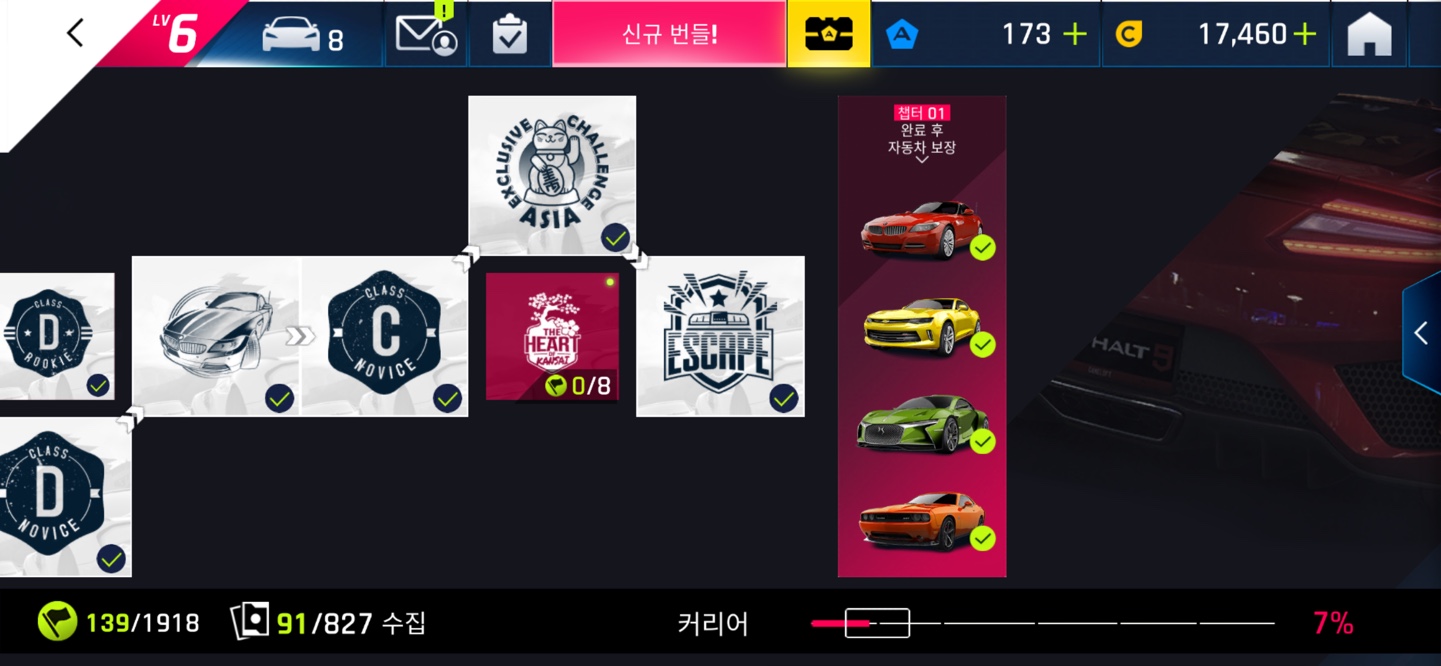 LV 6
8
!
신규 번들!
173 +
17,460 +
EXCLUSIVE CHALLENGE
ASIA
챕터 01
완료 후
자동차 보장
CLASS
D
ROOKIE
CLASS
C
NOVICE
THE
HEART
OF
KANSAI
0/8
ESCAPE
CLASS
D
NOVICE
139/1918
91/827 수집
커리어
7%